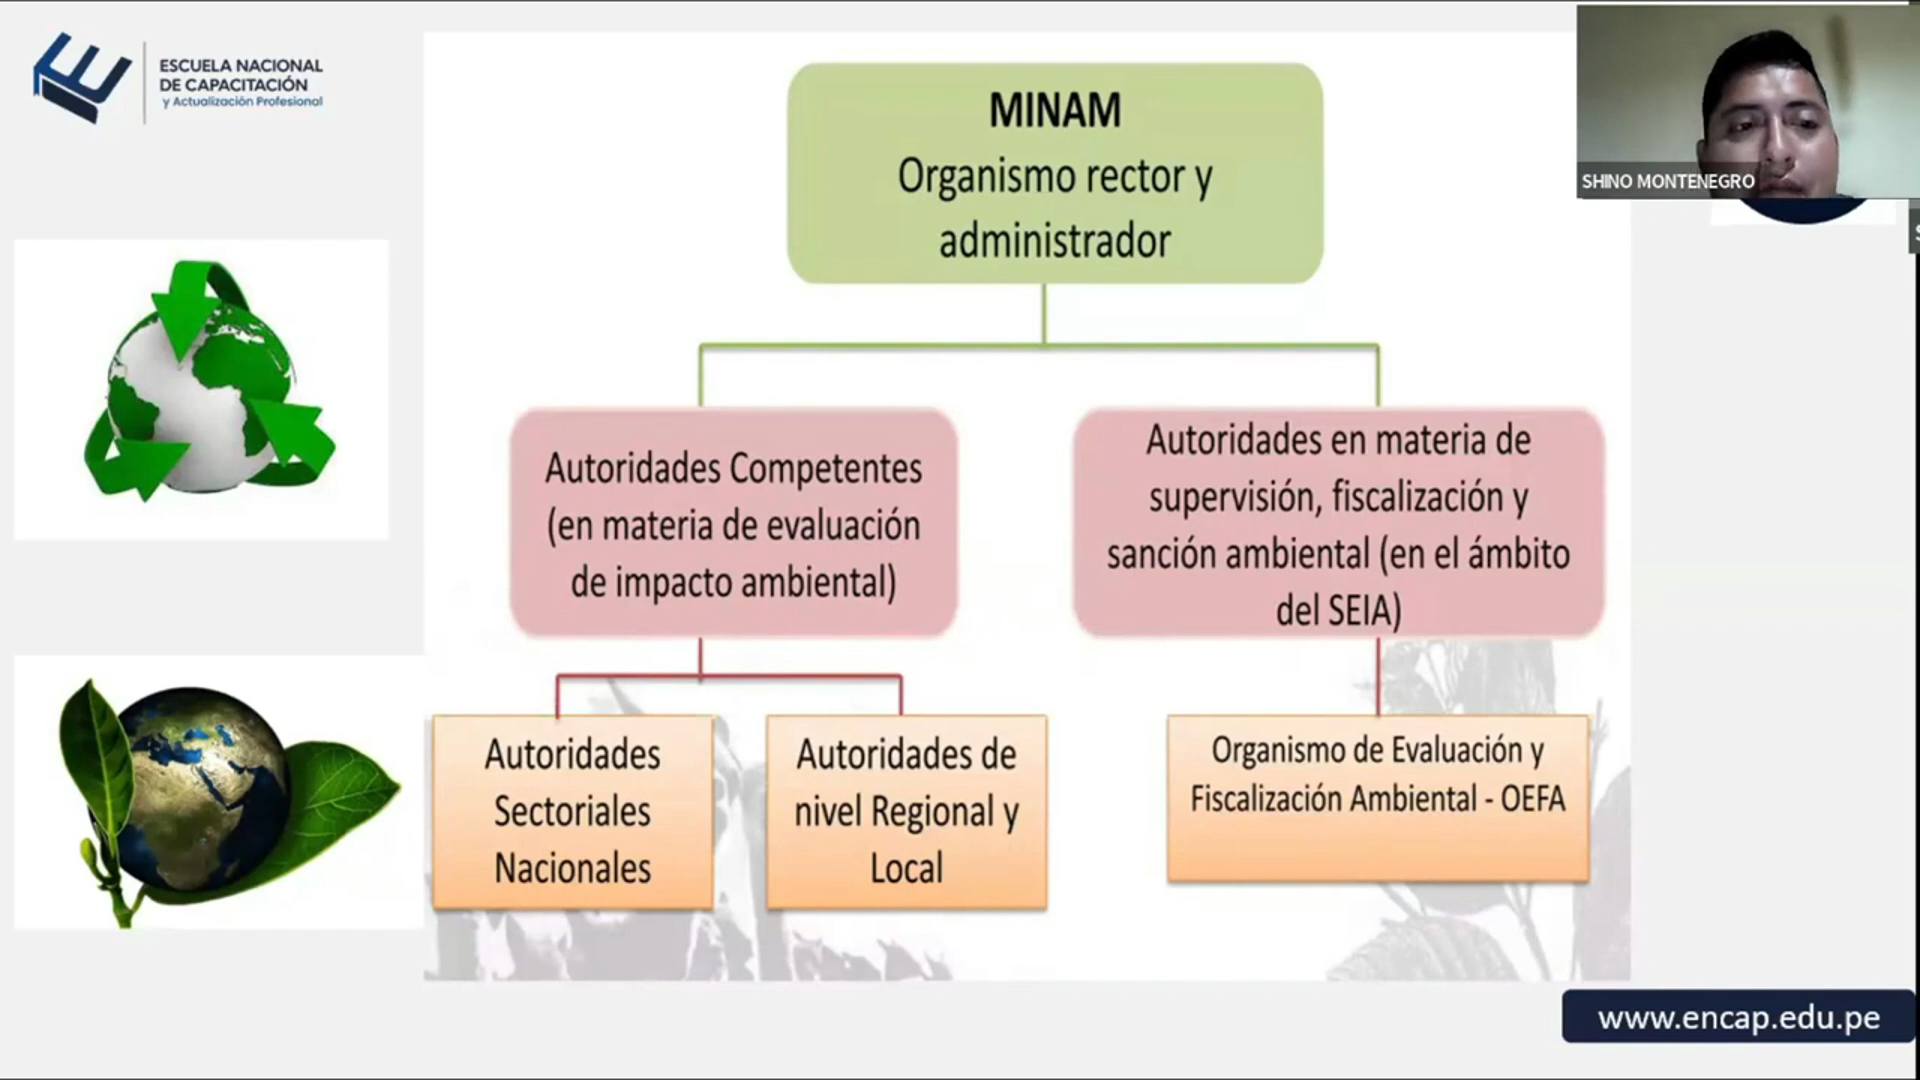 ESCUELA NACIONAL
DE CAPACITACIÓN
y Actualización Profesional
MINAM
Organismo rector y
administrador
SHINO MONTENEGRO
Autoridades Competentes
(en materia de evaluación
de impacto ambiental)
Autoridades en materia de
supervisión, fiscalización y
sanción ambiental (en el ámbito
del SEIA)
Autoridades
Sectoriales
Nacionales
Autoridades de
nivel Regional y
Local
Organismo de Evaluación y
Fiscalización Ambiental - OEFA
www.encap.edu.pe